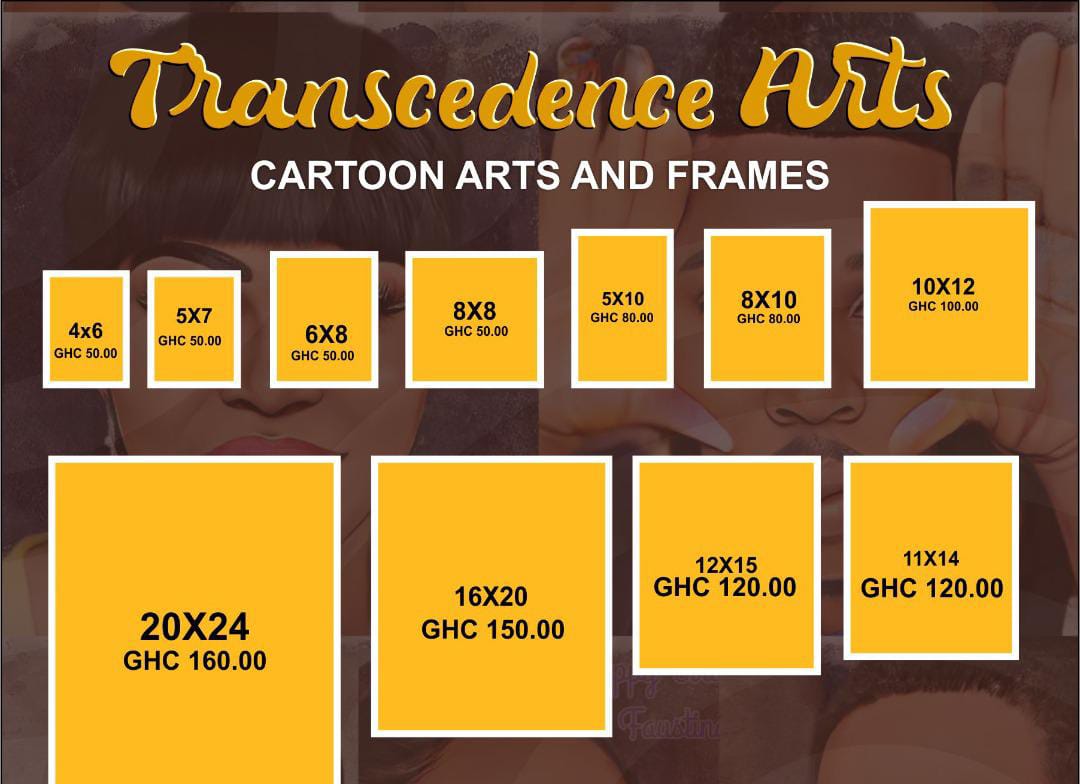 Transcedence Arts
CARTOON ARTS AND FRAMES
4x6
GHC 50.00
5X7
GHC 50.00
6X8
GHC 50.00
8X8
GHC 50.00
5X10
GHC 80.00
8X10
GHC 80.00
10X12
GHC 100.00
20X24
GHC 160.00
16X20
GHC 150.00
12X15
GHC 120.00
11X14
GHC 120.00
Faustina